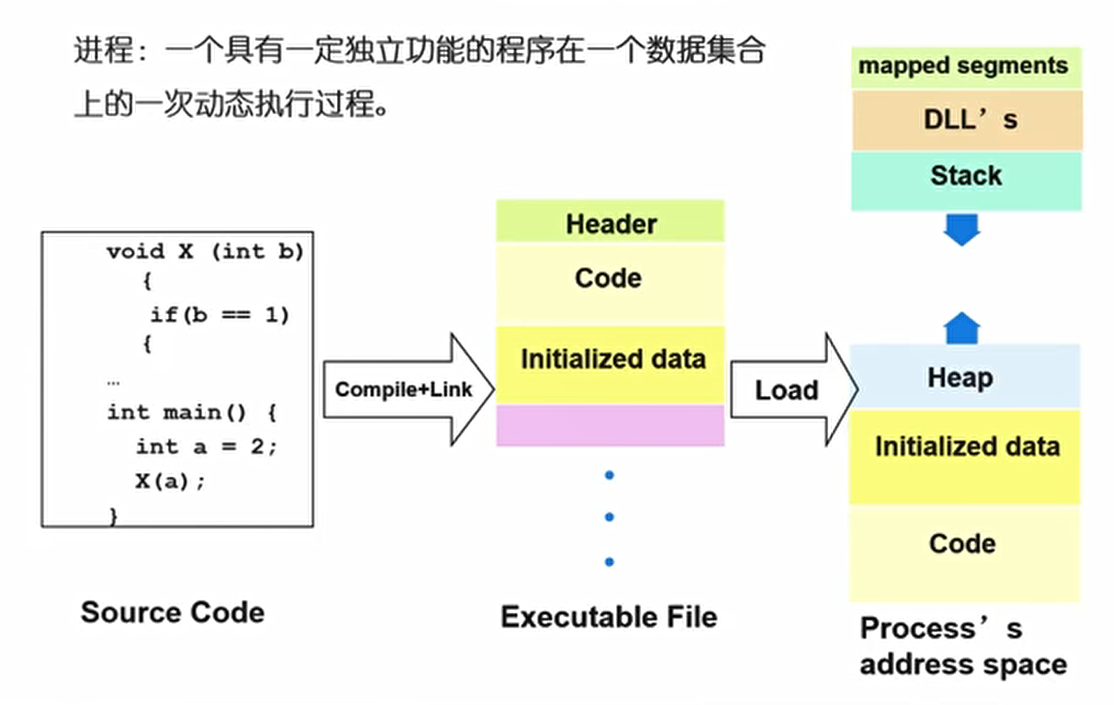 进程：一个具有一定独立功能的程序在一个数据集合
上的一次动态执行过程。
void X (int b)
{
if(b == 1)
{
…
int main() {
int a = 2;
X(a);
}
Source Code
Compile+Link
Header
Code
Initialized data
Executable File
Load
mapped segments
DLL’s
Stack
Heap
Initialized data
Code
Process’s
address space